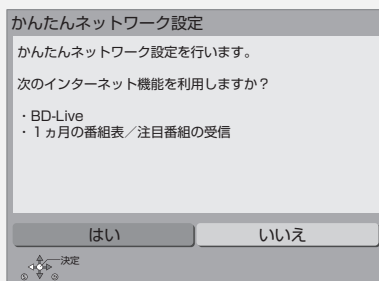 かんたんネットワーク設定
かんたんネットワーク設定を行います。
次のインターネット機能を利用しますか？
・BD-Live
・１ヵ月の番組表／注目番組の受信
はい
いいえ
決定